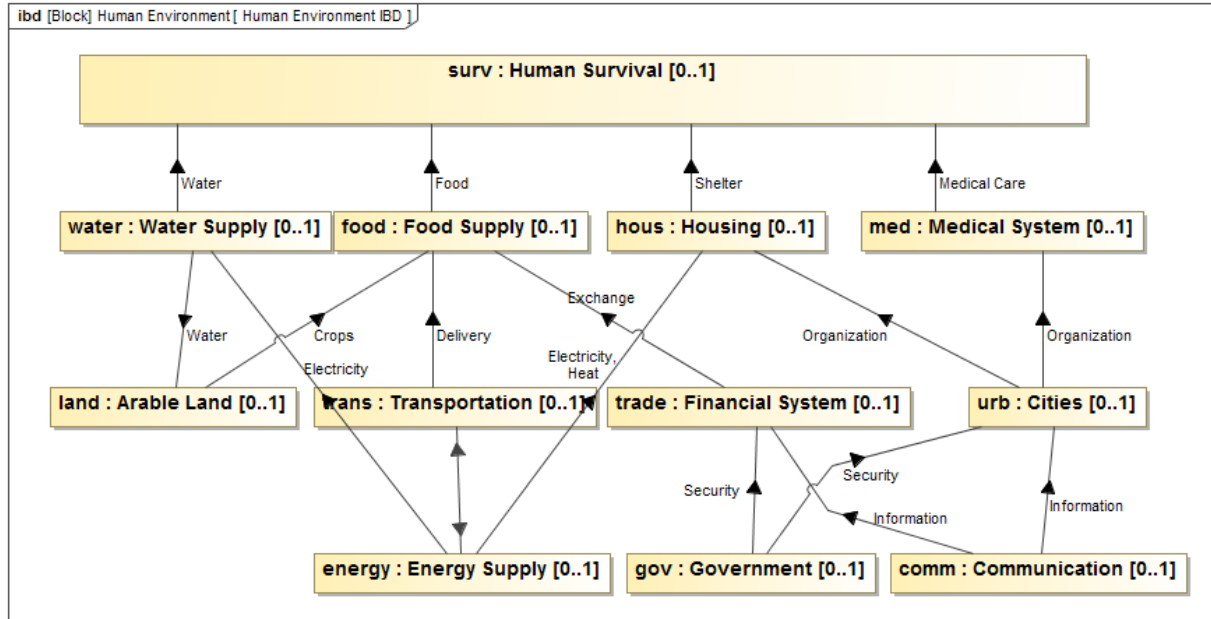 ibd [Block] Human Environment [ Human Environment IBD ]
surv : Human Survival [0..1]
Water
Food
Shelter
Medical Care
water : Water Supply [0..1]
food : Food Supply [0..1]
hous : Housing [0..1]
med : Medical System [0..1]
Exchange
Water
Crops
Delivery
Organization
Organization
Electricity
Electricity,
Heat
land : Arable Land [0..1]
trans : Transportation [0..1]
trade : Financial System [0..1]
urb : Cities [0..1]
Security
Security
Information
Information
energy : Energy Supply [0..1]
gov : Government [0..1]
comm : Communication [0..1]